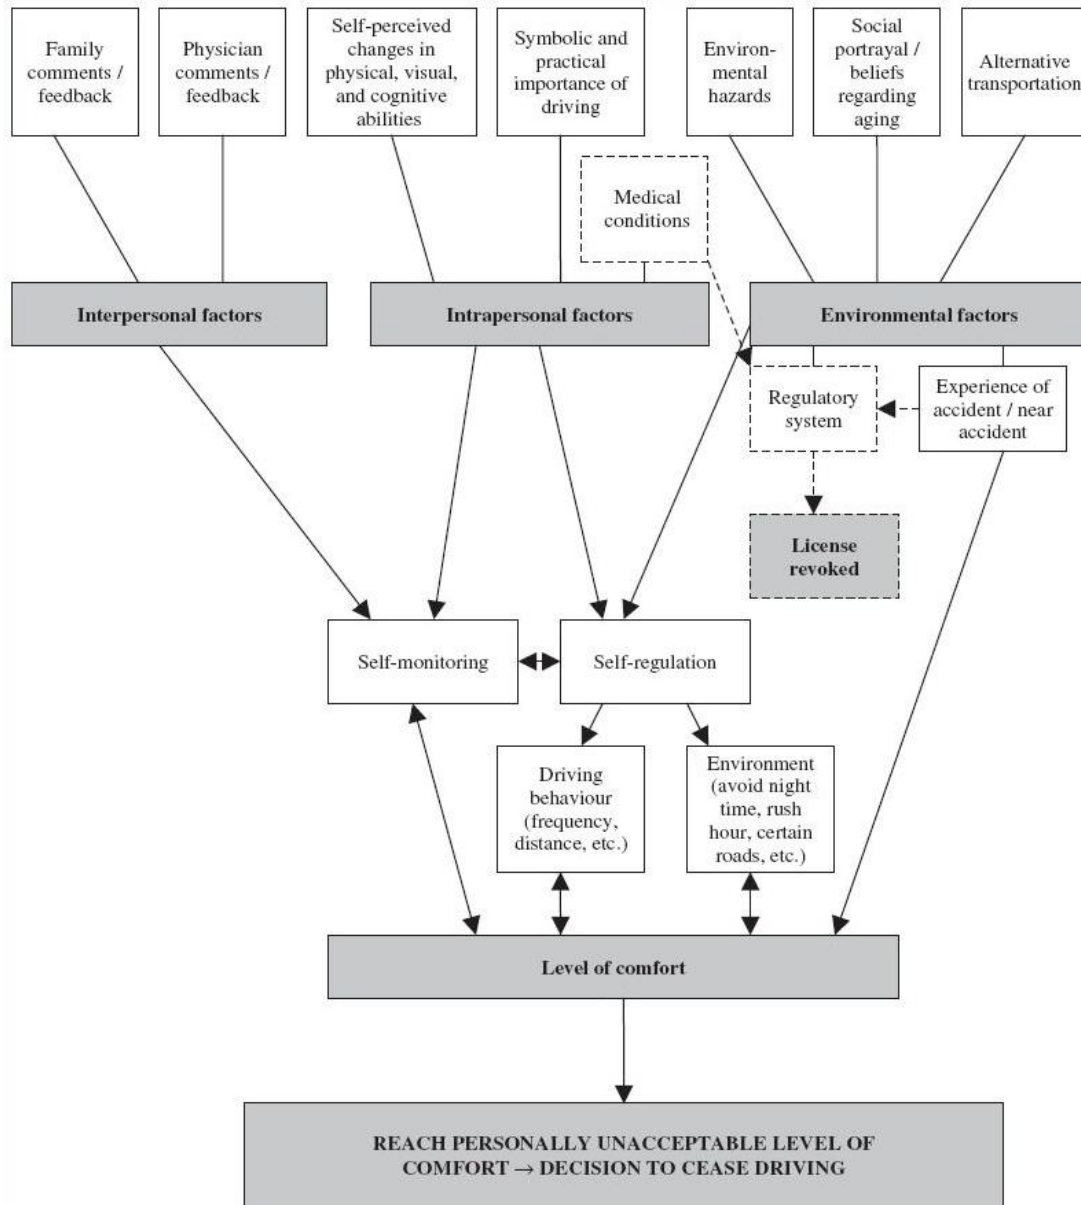 Family
comments /
feedback
Physician
comments /
feedback
Self-perceived
changes in
physical, visual,
and cognitive
abilities
Symbolic and
practical
importance of
driving
Environ-
mental
hazards
Social
portrayal /
beliefs
regarding
aging
Alternative
transportation
Medical
conditions
Interpersonal factors
Intrapersonal factors
Environmental factors
Regulatory
system
Experience of
accident / near
accident
License
revoked
Self-monitoring
Self-regulation
Driving
behaviour
(frequency,
distance, etc.)
Environment
(avoid night
time, rush
hour, certain
roads, etc.)
Level of comfort
REACH PERSONALLY UNACCEPTABLE LEVEL OF
COMFORT → DECISION TO CEASE DRIVING